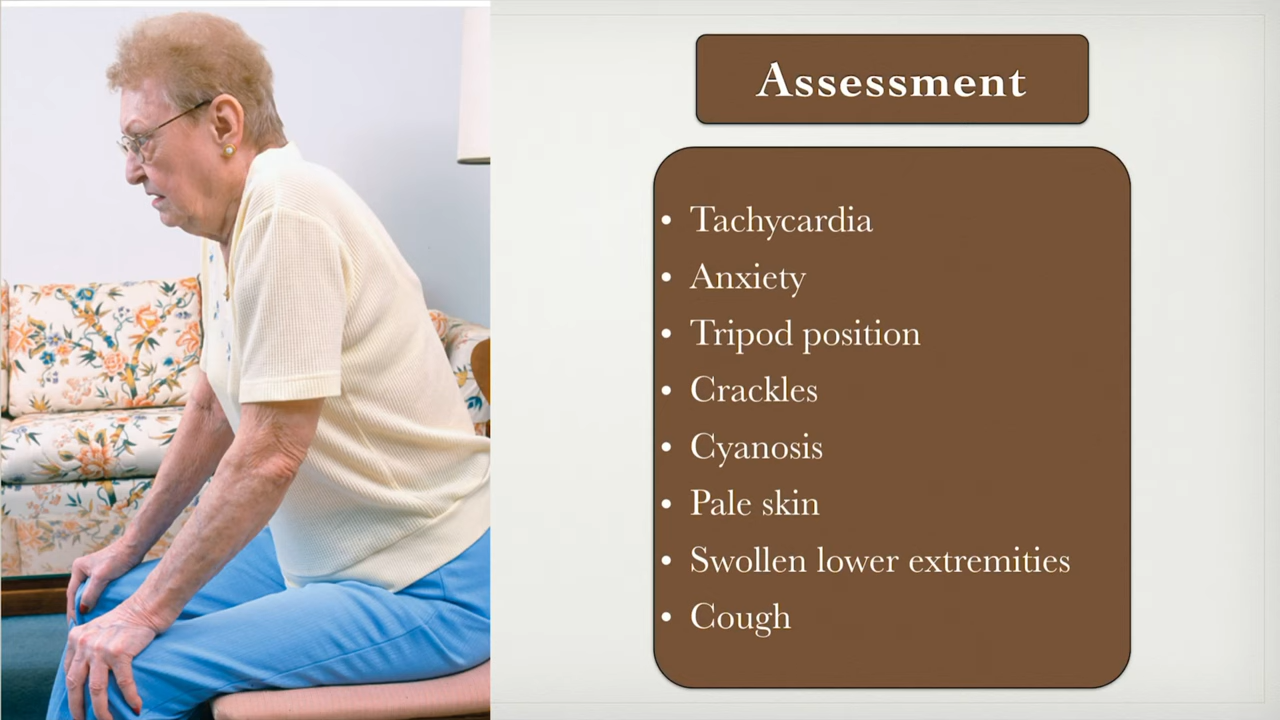 Assessment
• Tachycardia
• Anxiety
• Tripod position
• Crackles
• Cyanosis
• Pale skin
• Swollen lower extremities
• Cough